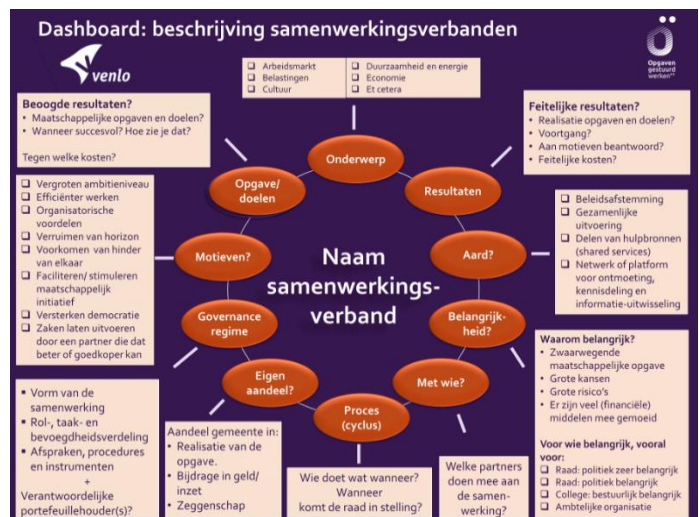 Dashboard: beschrijving samenwerkingsverbanden
venlo
Opgaven
gestuurd
werken
❑ Arbeidsmarkt
❑ Belastingen
❑ Cultuur
❑ Duurzaamheid en energie
❑ Economie
❑ Et cetera
Beoogde resultaten?
• Maatschappelijke opgaven en doelen?
• Wanneer succesvol? Hoe zie je dat?
Tegen welke kosten?
Feitelijke resultaten?
• Realisatie opgaven en doelen?
• Voortgang?
• Aan motieven beantwoord?
• Feitelijke kosten?
Onderwerp
Opgave/
doelen
Resultaten
❑ Vergroten ambitieniveau
❑ Efficiënter werken
❑ Organisatorische
voordelen
❑ Verruimen van horizon
❑ Voorkomen van hinder
van elkaar
❑ Faciliteren/ stimuleren
maatschappelijk
initiatief
❑ Versterken democratie
❑ Zaken laten uitvoeren
door een partner die dat
beter of goedkoper kan
Motieven?
Naam
samenwerkings-
verband
Aard?
❑ Beleidsafstemming
❑ Gezamenlijke
uitvoering
❑ Delen van hulpbronnen
(shared services)
❑ Netwerk of platform
voor ontmoeting,
kennisdeling en
informatie-uitwisseling
Governance
regime
Belangrijk-
heid?
Eigen
aandeel?
Met wie?
Proces
(cyclus)
Waarom belangrijk?
• Zwaarwegende
maatschappelijke opgave
• Grote kansen
• Grote risico's
• Er zijn veel (financiële)
middelen mee gemoeid
Voor wie belangrijk, vooral
voor:
❑ Raad: politiek zeer belangrijk
❑ Raad: politiek belangrijk
❑ College: bestuurlijk belangrijk
❑ Ambtelijke organisatie
▪ Vorm van de
samenwerking
▪ Rol-, taak- en
bevoegdheidsverdeling
▪ Afspraken, procedures
en instrumenten
+
Verantwoordelijke
portefeuillehouder(s)?
Aandeel gemeente in:
• Realisatie van de
opgave.
• Bijdrage in geld/
inzet
• Zeggenschap
Wie doet wat wanneer?
Wanneer
komt de raad in stelling?
Welke partners
doen mee aan
de samen-
werking?